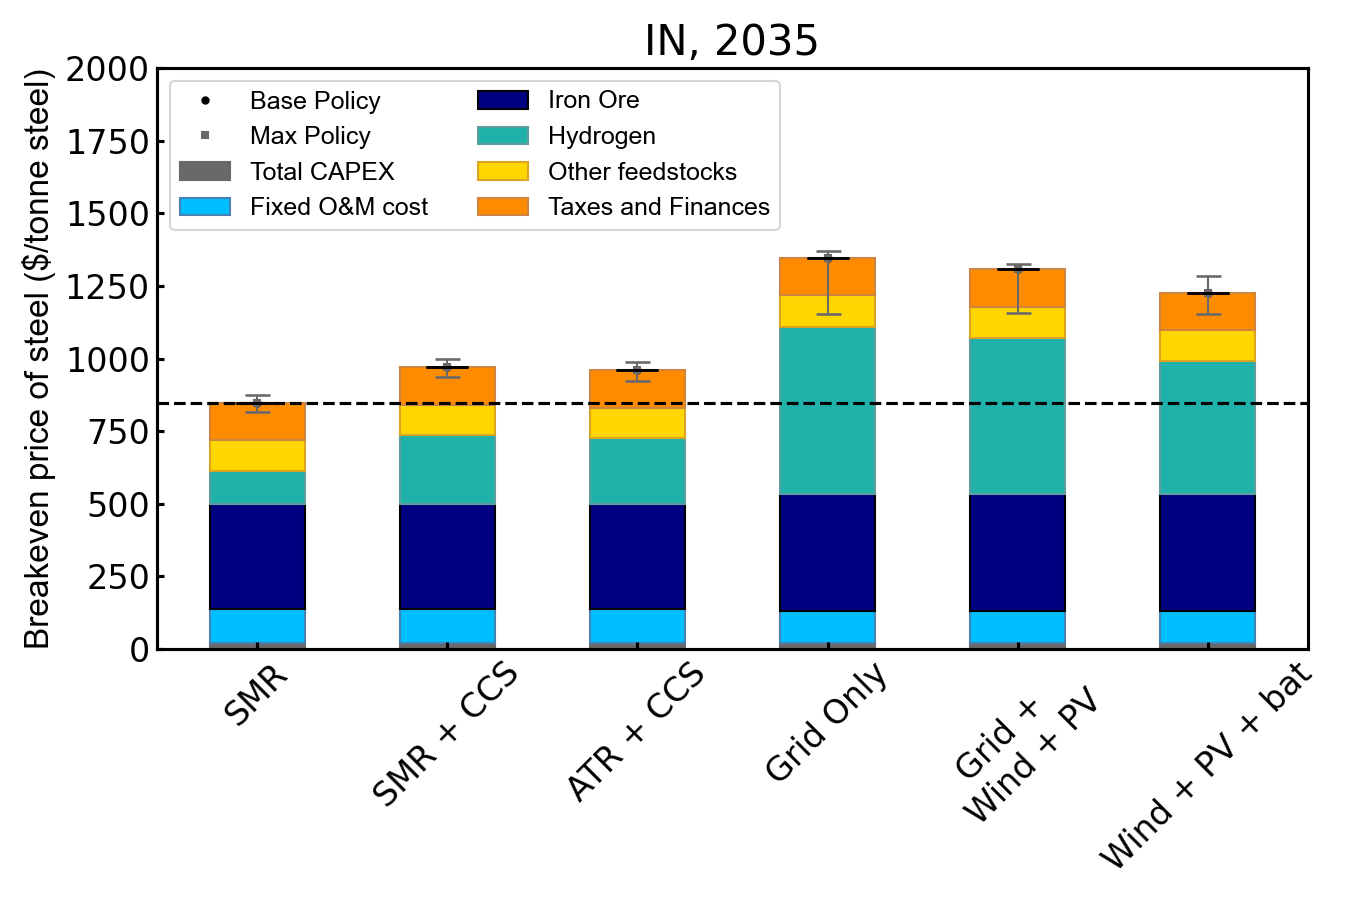 IN, 2035
Breakeven price of steel ($/tonne steel)
2000
1750
1500
1250
1000
750
500
250
0
Base Policy
Max Policy
Total CAPEX
Fixed O&M cost
Iron Ore
Hydrogen
Other feedstocks
Taxes and Finances
SMR
SMR + CCS
ATR + CCS
Grid Only
Grid +
Wind + PV
Wind + PV + bat